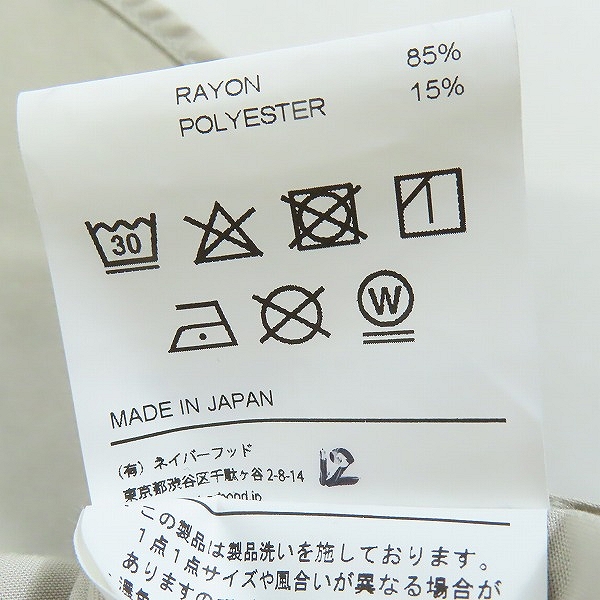 RAYON 85%
POLYESTER 15%
30
W
MADE IN JAPAN
(有) ネイバーフッド
東京都渋谷区千駄ヶ谷 2-8-14
12
この製品は製品洗いを施しております。
1点1点サイズや風合いが異なる場合が
ありますの